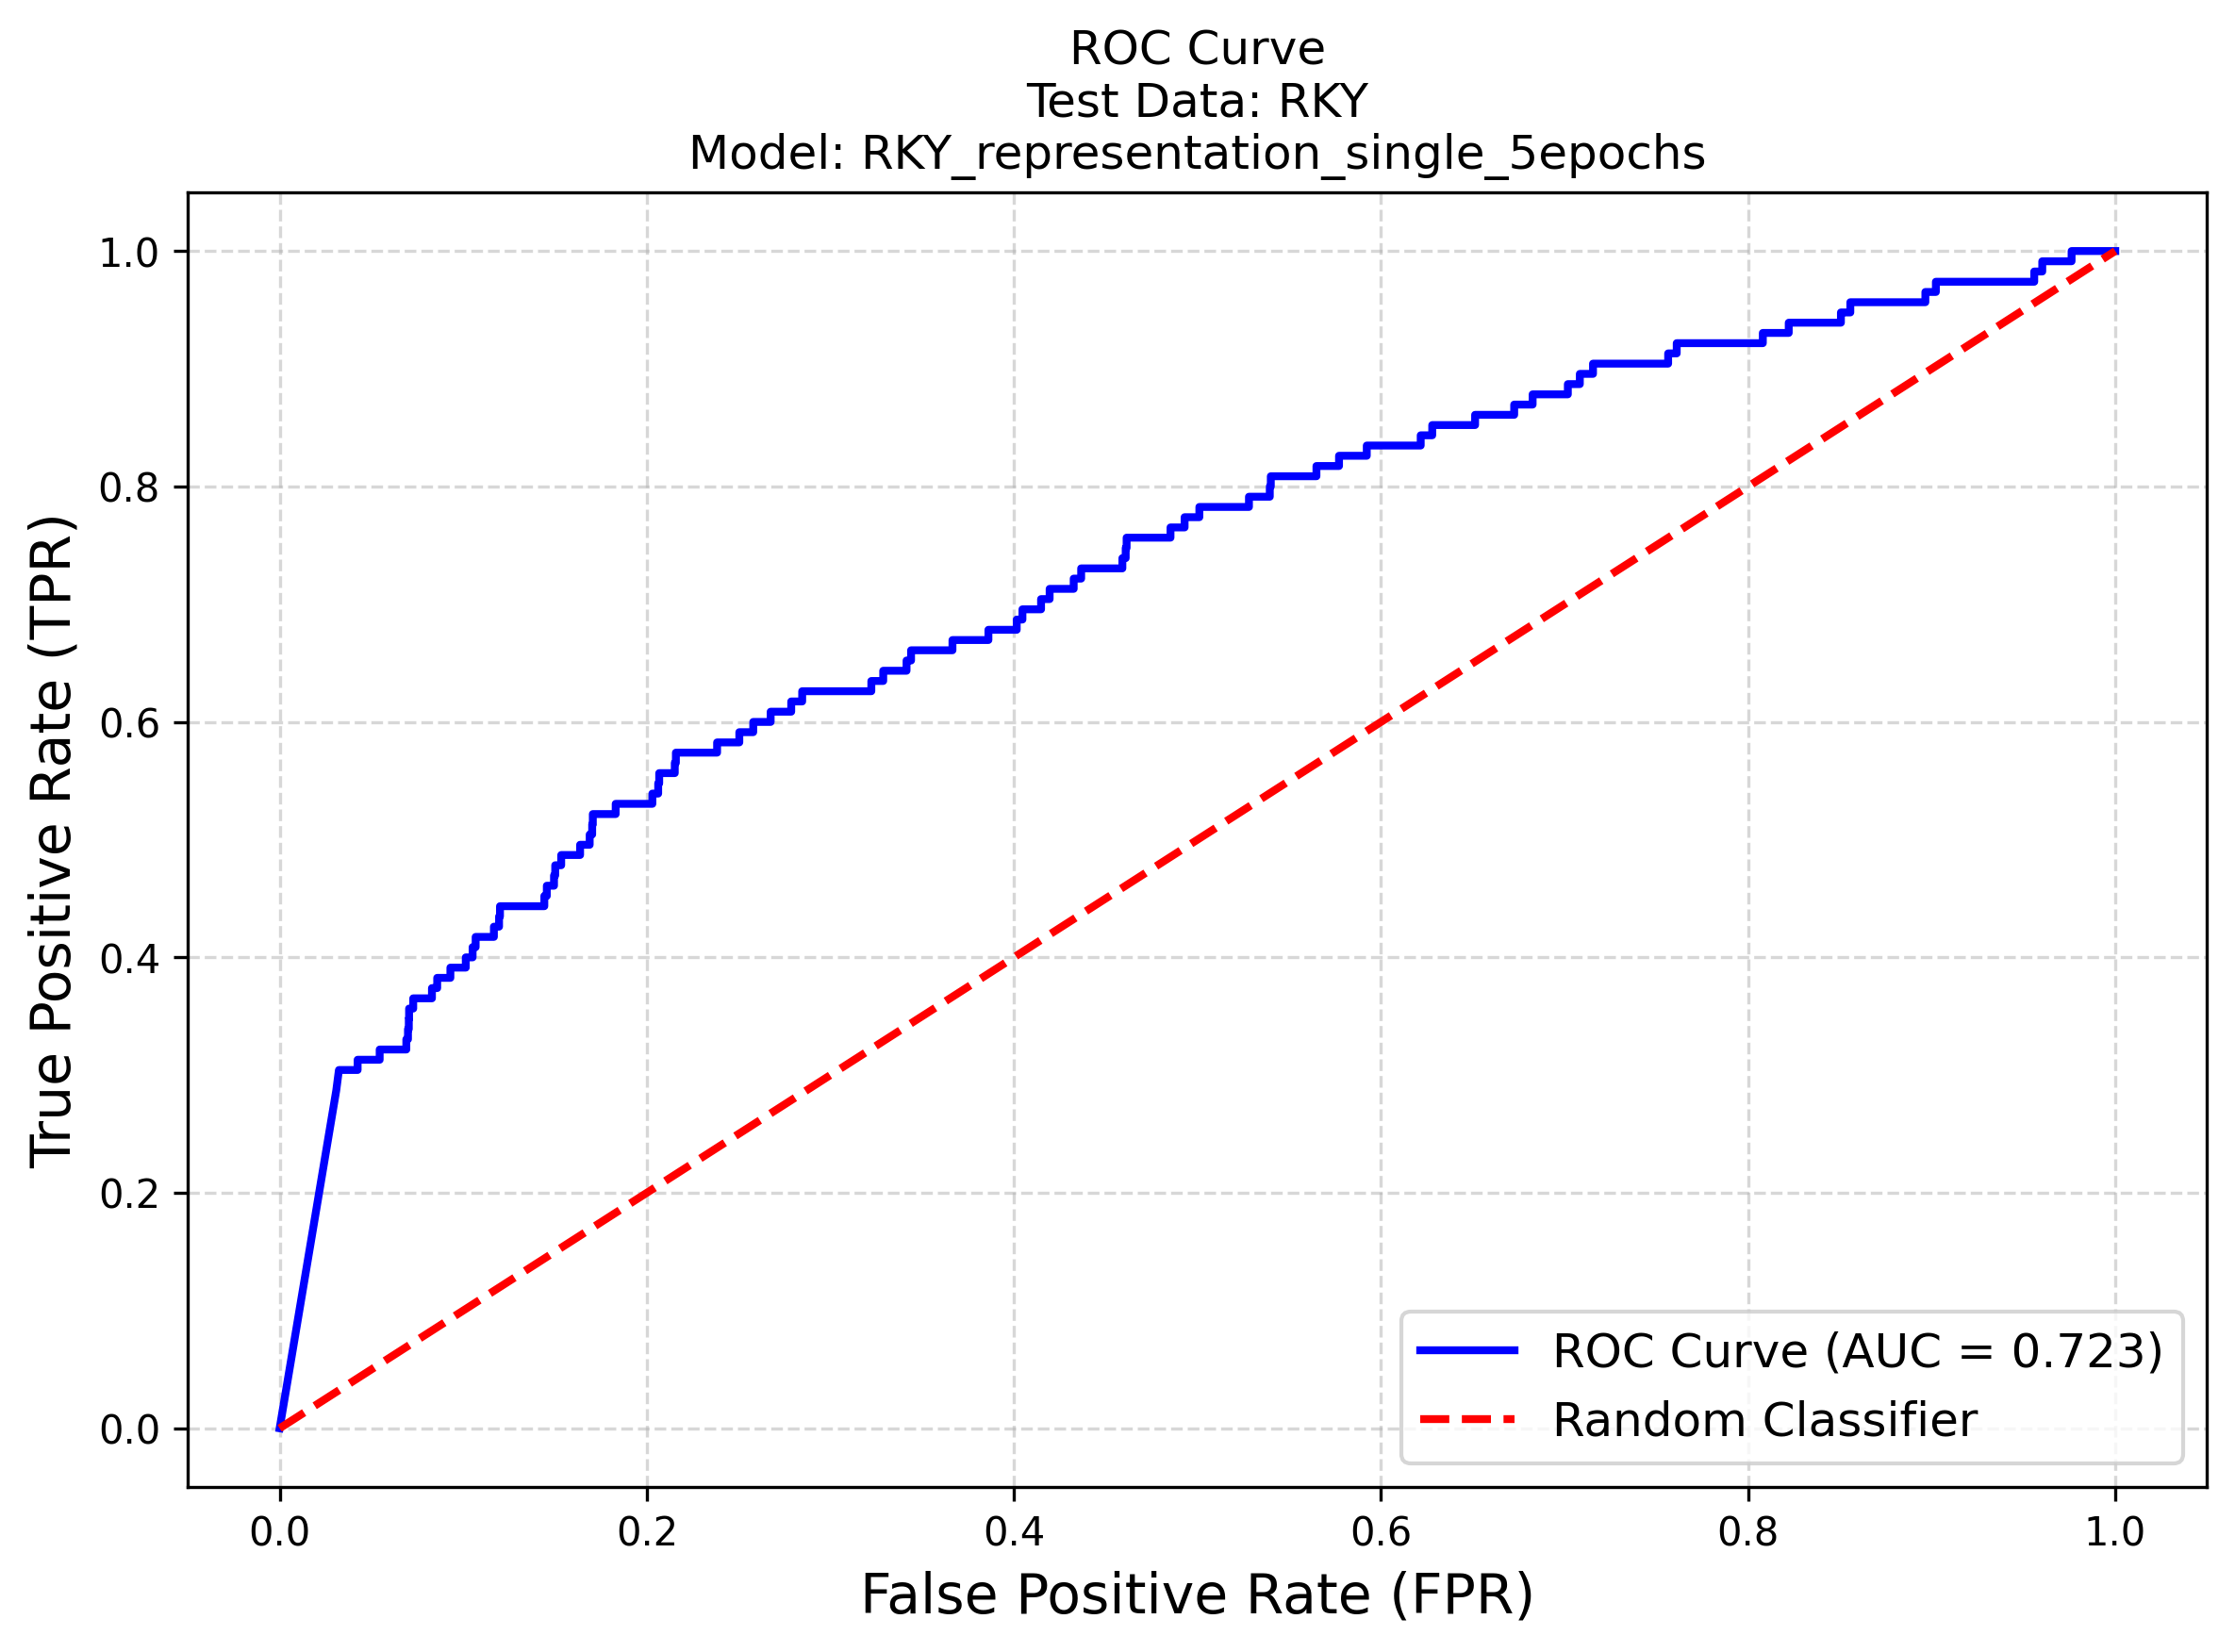 ROC Curve
Test Data: RKY
Model: RKY_representation_single_5epochs
True Positive Rate (TPR)
1.0
0.8
0.6
0.4
0.2
0.0
ROC Curve (AUC = 0.723)
Random Classifier
0.0 0.2 0.4 0.6 0.8 1.0
False Positive Rate (FPR)